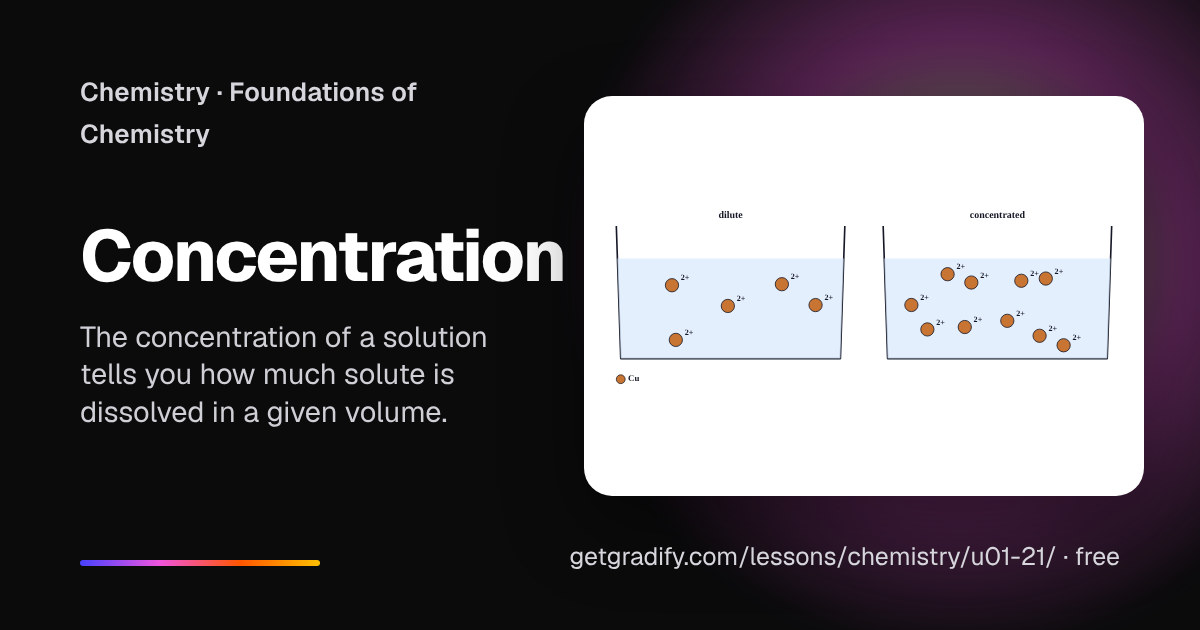 Chemistry · Foundations of
Chemistry
Concentration
The concentration of a solution
tells you how much solute is
dissolved in a given volume.
dilute
2+
2+
2+
2+
2+
Cu
concentrated
2+
2+
2+
2+
2+
2+
2+
2+
2+
2+
getgradify.com/lessons/chemistry/u01-21/ · free